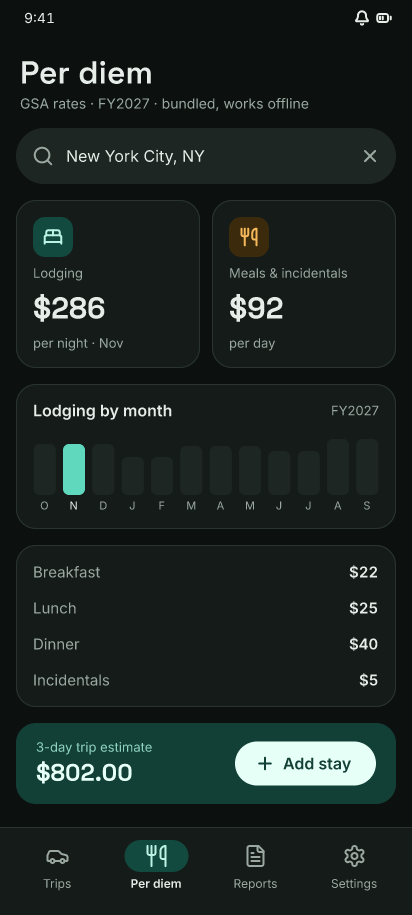 9:41
Per diem
GSA rates · FY2027 · bundled, works offline
New York City, NY
Lodging
$286
per night · Nov
Meals & incidentals
$92
per day
Lodging by month FY2027
O N D J F M A M J J A S
Breakfast $22
Lunch $25
Dinner $40
Incidentals $5
3-day trip estimate
$802.00
Add stay
Trips Per diem Reports Settings